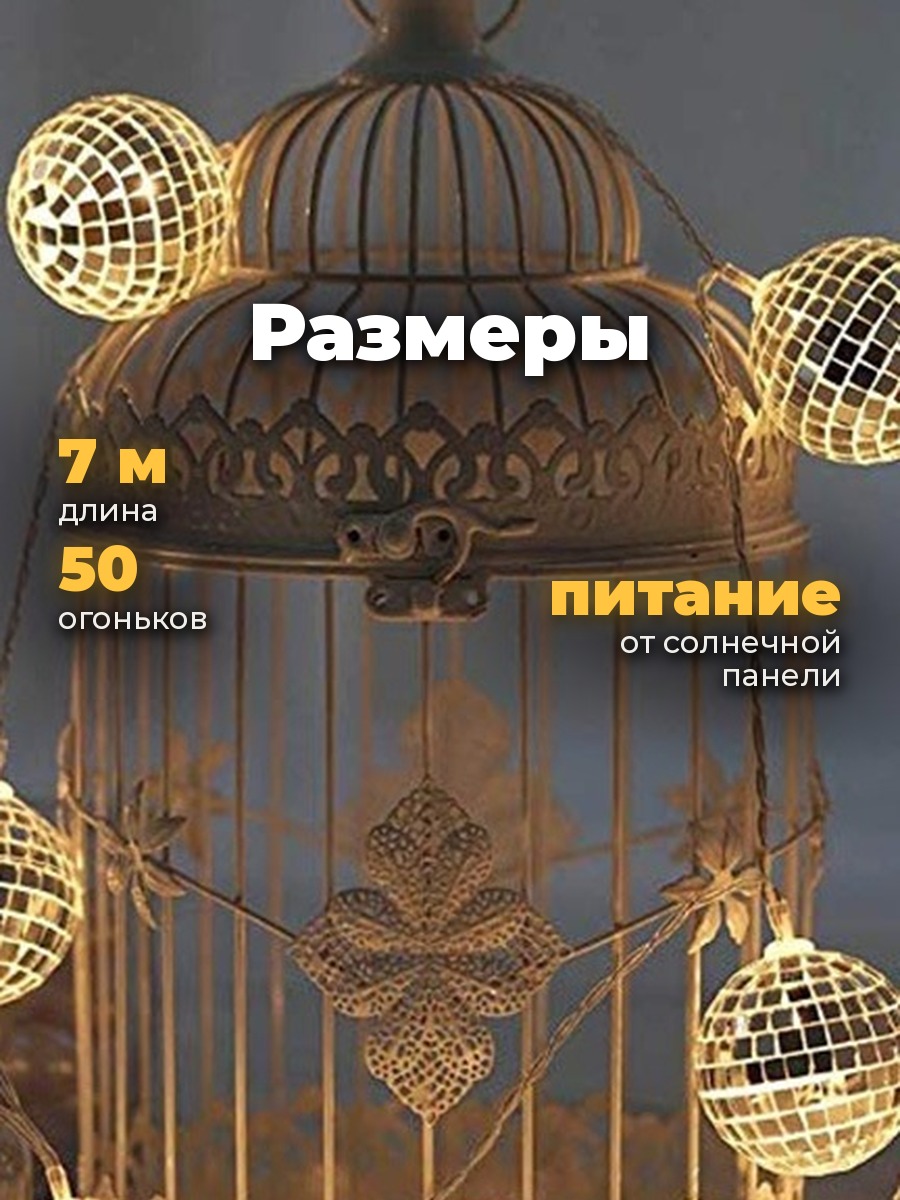 Размеры
7 м
длина
50
огоньков
питание
от солнечной
панели